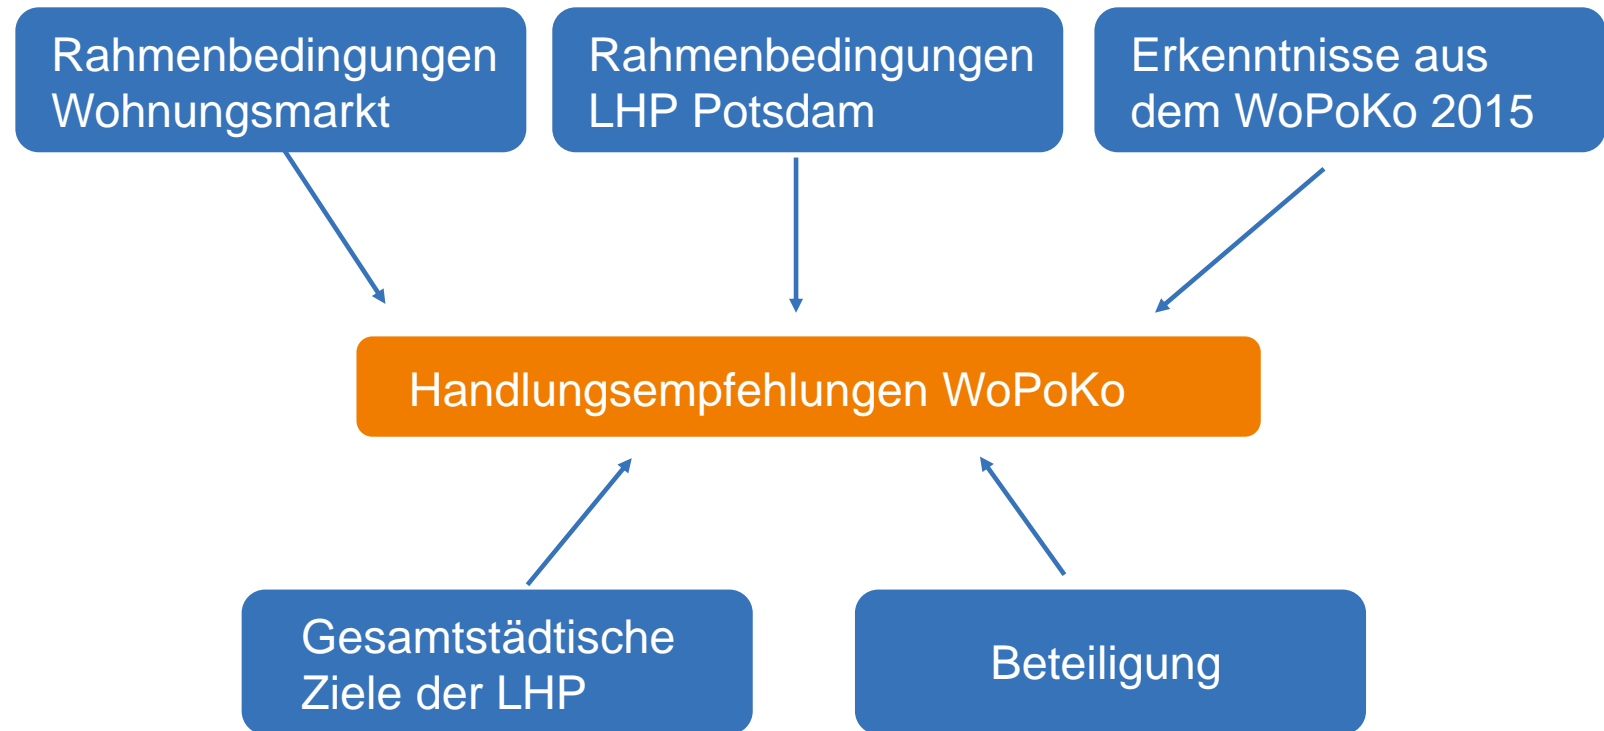 Rahmenbedingungen
Wohnungsmarkt
Rahmenbedingungen
LHP Potsdam
Erkenntnisse aus
dem WoPoKo 2015
Handlungsempfehlungen WoPoKo
Gesamtstädtische
Ziele der LHP
Beteiligung